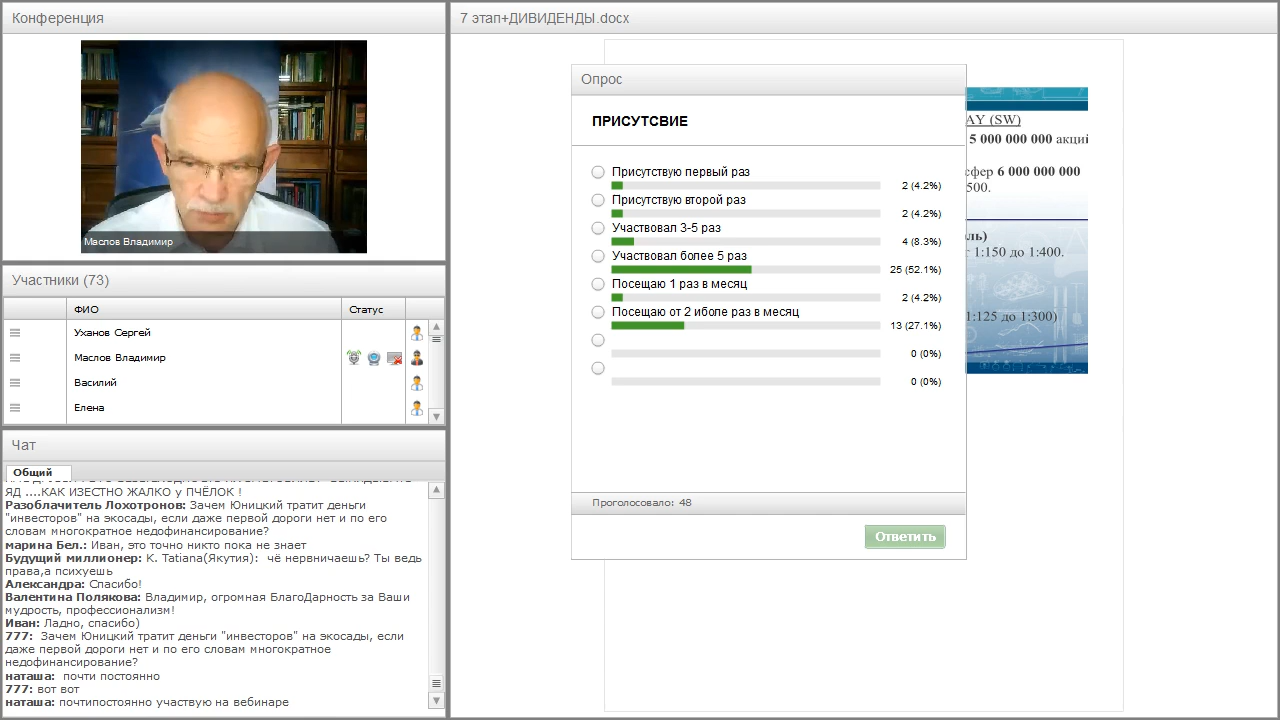 Конференция
Маслов Владимир
Участники (73)
ФИО
Статус
Уханов Сергей
Маслов Владимир
Василий
Елена
Чат
Общий
ЯД ....КАК ИЗЕСТНО ЖАЛКО у ПЧЁЛОК !
Разоблачитель Лохотронов: Зачем Юницкий тратит деньги
"инвесторов" на экосады, если даже первой дороги нет и по его
словам многократное недофинансирование?
марина Бел.: Иван, это точно никто пока не знает
Будущий миллионер: K. Tatiana(Якутия): чё нервничаешь? Ты ведь
права,а психуешь
Александра: Спасибо!
Валентина Полякова: Владимир, огромная БлагоДарность за Ваши
мудрость, профессионализм!
Иван: Ладно, спасибо)
777: Зачем Юницкий тратит деньги "инвесторов" на экосады, если
даже первой дороги нет и по его словам многократное
недофинансирование?
наташа: почти постоянно
777: вот вот
наташа: почтипостоянно участвую на вебинаре
7 этап+ДИВИДЕНДЫ.docx
Опрос
ПРИСУТСВИЕ
Присутствую первый раз
2 (4.2%)
Присутствую второй раз
2 (4.2%)
Участвовал 3-5 раз
4 (8.3%)
Участвовал более 5 раз
25 (52.1%)
Посещаю 1 раз в месяц
2 (4.2%)
Посещаю от 2 иболе раз в месяц
13 (27.1%)
0 (0%)
0 (0%)
Проголосовало: 48
Ответить
AY (SW)
5 000 000 000 акций
сфер 6 000 000 000
500.
ль)
т 1:150 до 1:400.
1:125 до 1:300)